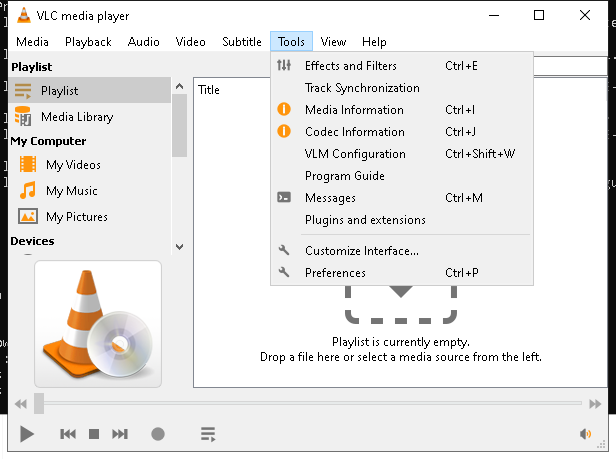 VLC media player
Media Playback Audio Video Subtitle Tools View Help
Playlist
Playlist
Media Library
My Computer
My Videos
My Music
My Pictures
Devices
Title
Effects and Filters Ctrl+E
Track Synchronization
Media Information Ctrl+I
Codec Information Ctrl+J
VLM Configuration Ctrl+Shift+W
Program Guide
Messages Ctrl+M
Plugins and extensions
Customize Interface...
Preferences Ctrl+P
Playlist is currently empty.
Drop a file here or select a media source from the left.